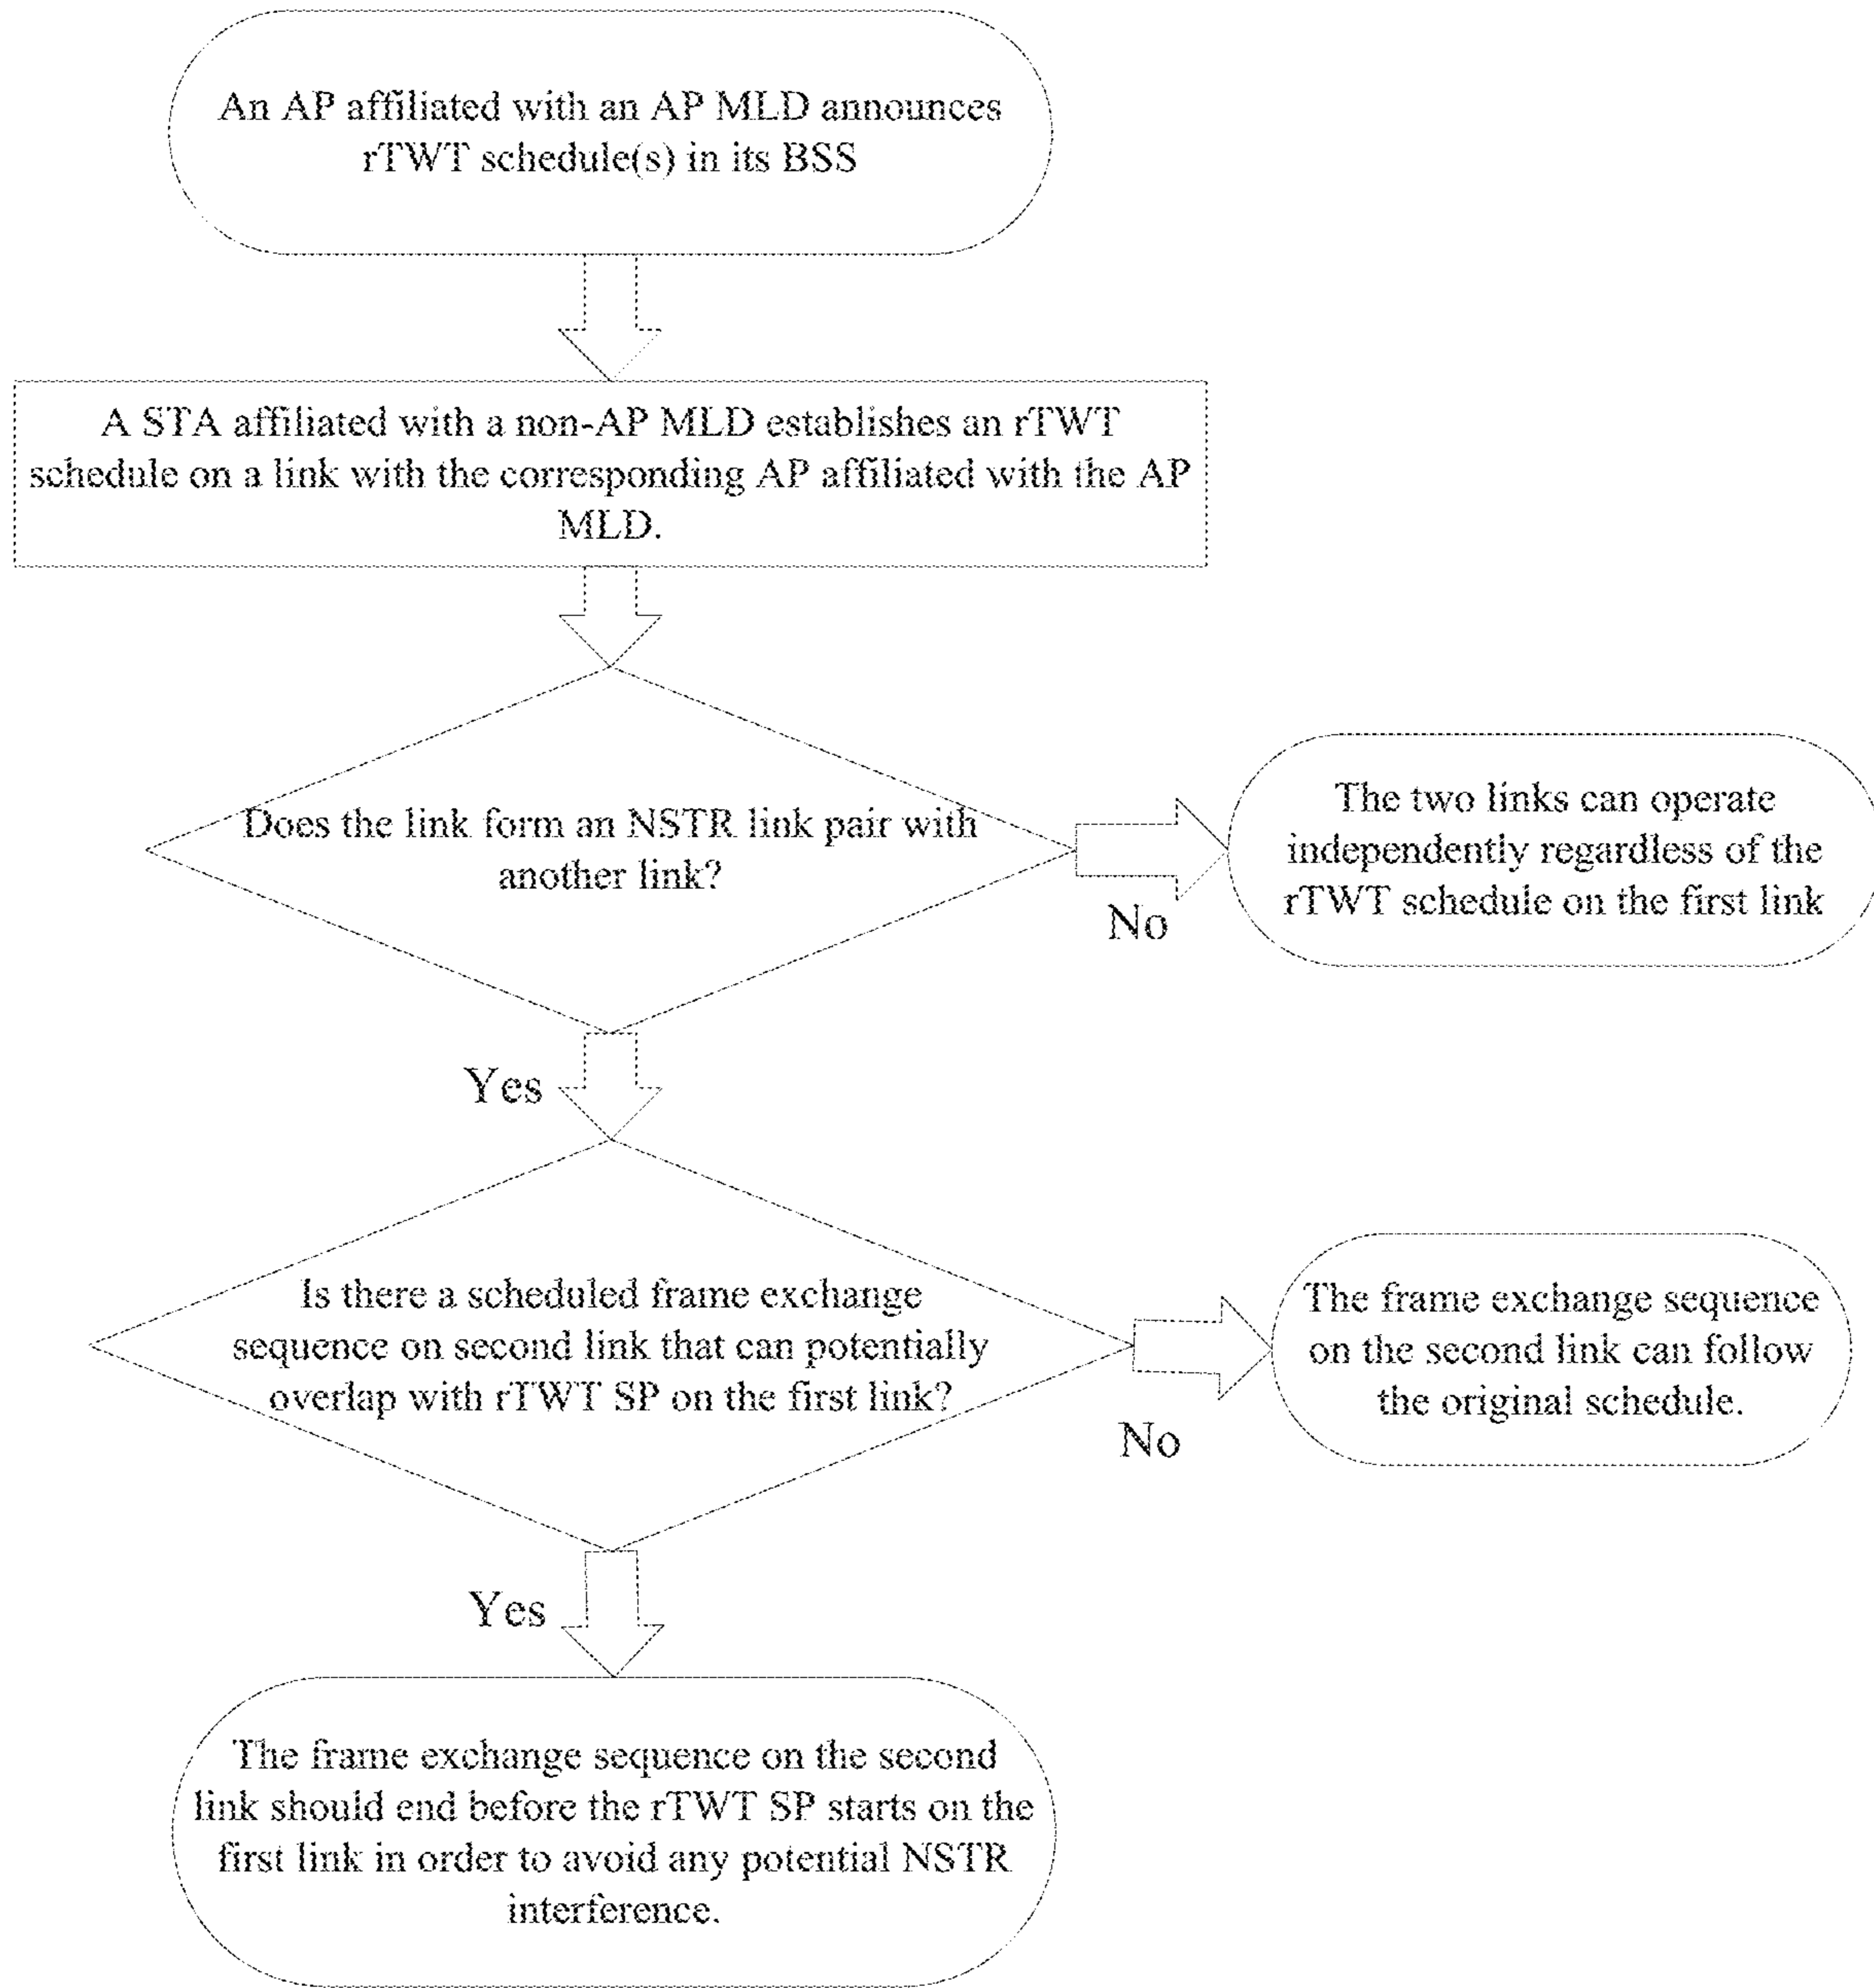 An AP affiliated with an AP MLD announces
rTWT schedule(s) in its BSS
A STA affiliated with a non-AP MLD establishes an rTWT
schedule on a link with the corresponding AP affiliated with the AP
MLD.
Does the link form an NSTR link pair with
another link?
No
The two links can operate
independently regardless of the
rTWT schedule on the first link
Yes
Is there a scheduled frame exchange
sequence on second link that can potentially
overlap with rTWT SP on the first link?
No
The frame exchange sequence
on the second link can follow
the original schedule.
Yes
The frame exchange sequence on the second
link should end before the rTWT SP starts on the
first link in order to avoid any potential NSTR
interference.